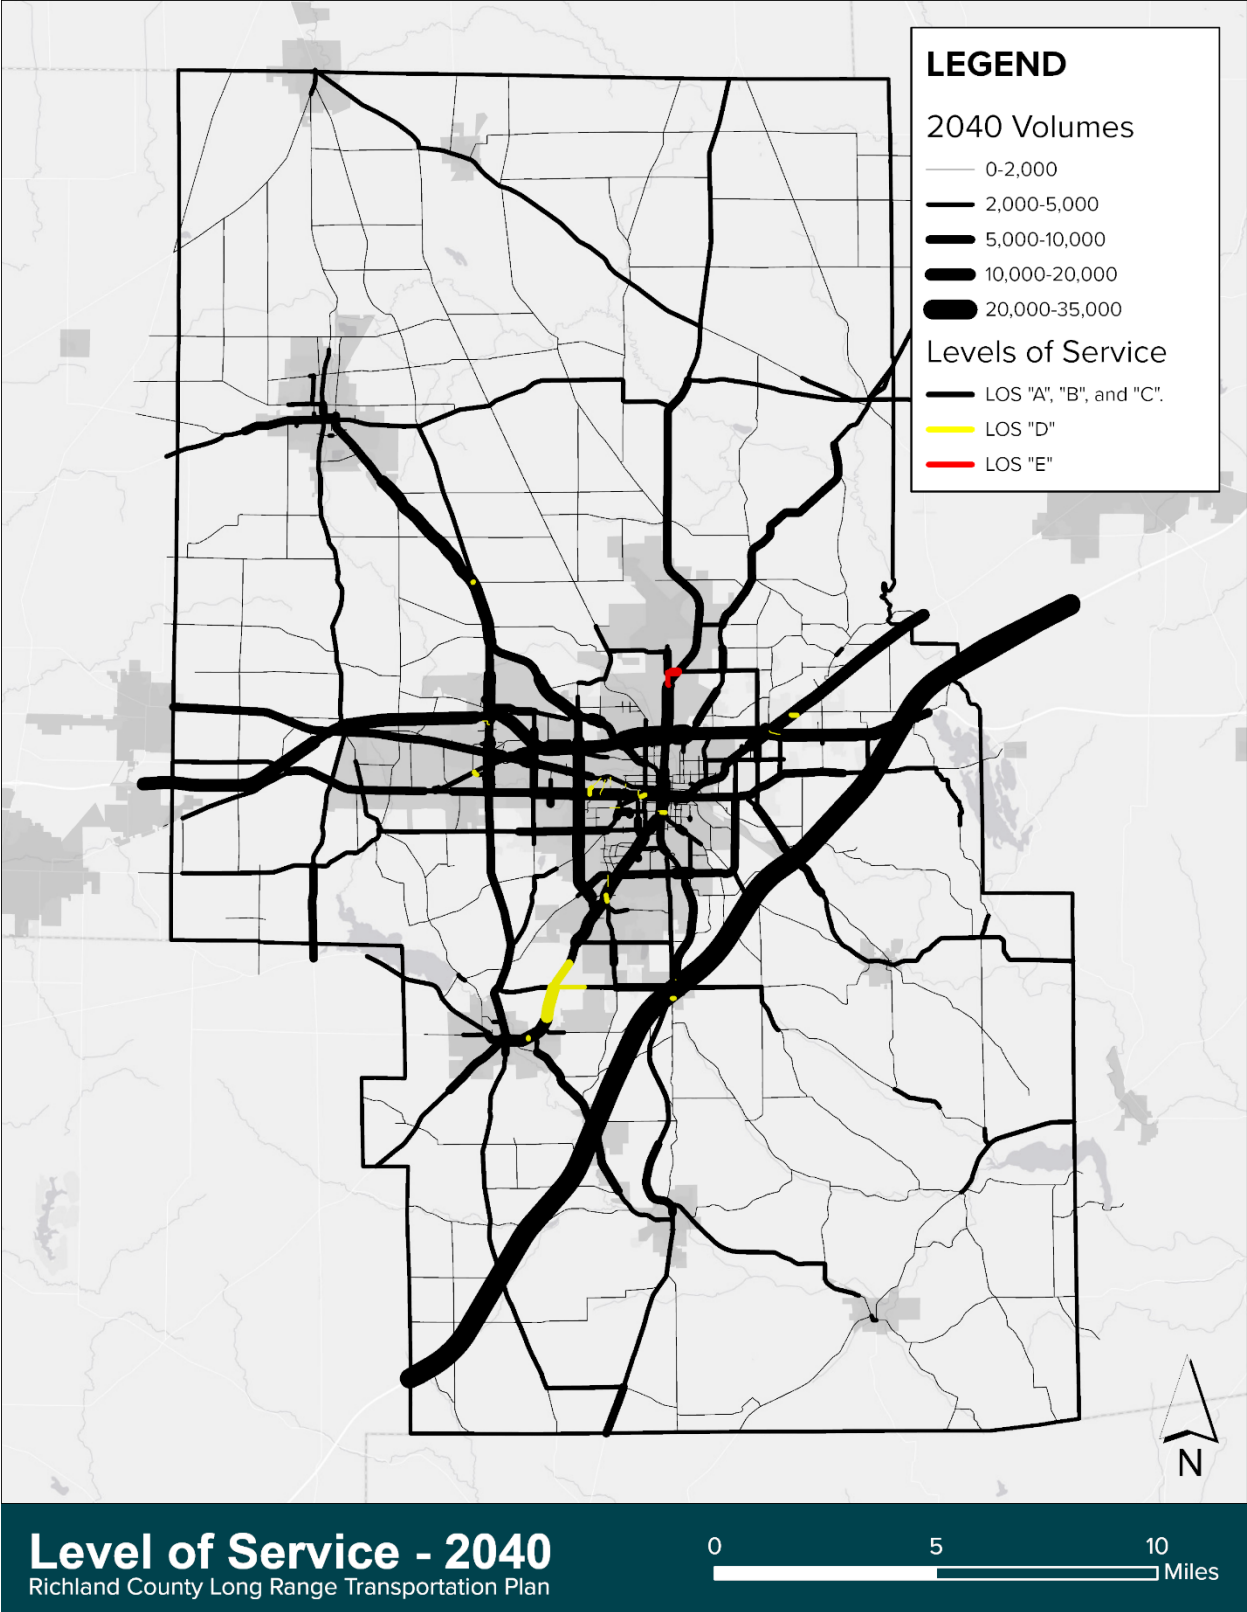 LEGEND
2040 Volumes
0-2,000
2,000-5,000
5,000-10,000
10,000-20,000
20,000-35,000
Levels of Service
LOS "A", "B", and "C".
LOS "D"
LOS "E"
N
Level of Service - 2040
Richland County Long Range Transportation Plan
0 5 10
Miles